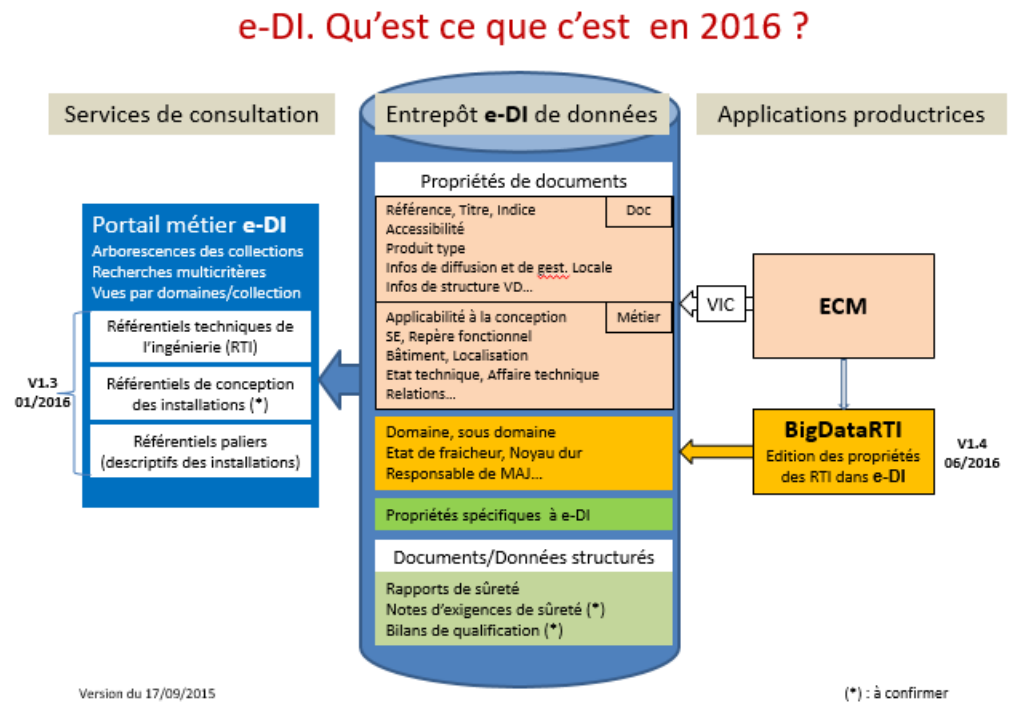 e-DI. Qu'est ce que c'est en 2016 ?
Services de consultation
Entrepôt e-DI de données
Applications productrices
Portail métier e-DI
Arborescences des collections
Recherches multicritères
Vues par domaines/collection
Référentiels techniques de
l'ingénierie (RTI)
Référentiels de conception
des installations (*)
Référentiels paliers
(descriptifs des installations)
V1.3
01/2016
Propriétés de documents
Référence, Titre, Indice
Doc
Accessibilité
Produit type
Infos de diffusion et de gest. Locale
Infos de structure VD...
Applicabilité à la conception
Métier
SE, Repère fonctionnel
Bâtiment, Localisation
Etat technique, Affaire technique
Relations...
Domaine, sous domaine
Etat de fraicheur, Noyau dur
Responsable de MAJ...
Propriétés spécifiques à e-DI
Documents/Données structurés
Rapports de sûreté
Notes d'exigences de sûreté (*)
Bilans de qualification (*)
VIC
ECM
BigDataRTI
Edition des propriétés
des RTI dans e-DI
V1.4
06/2016
Version du 17/09/2015
(*) : à confirmer